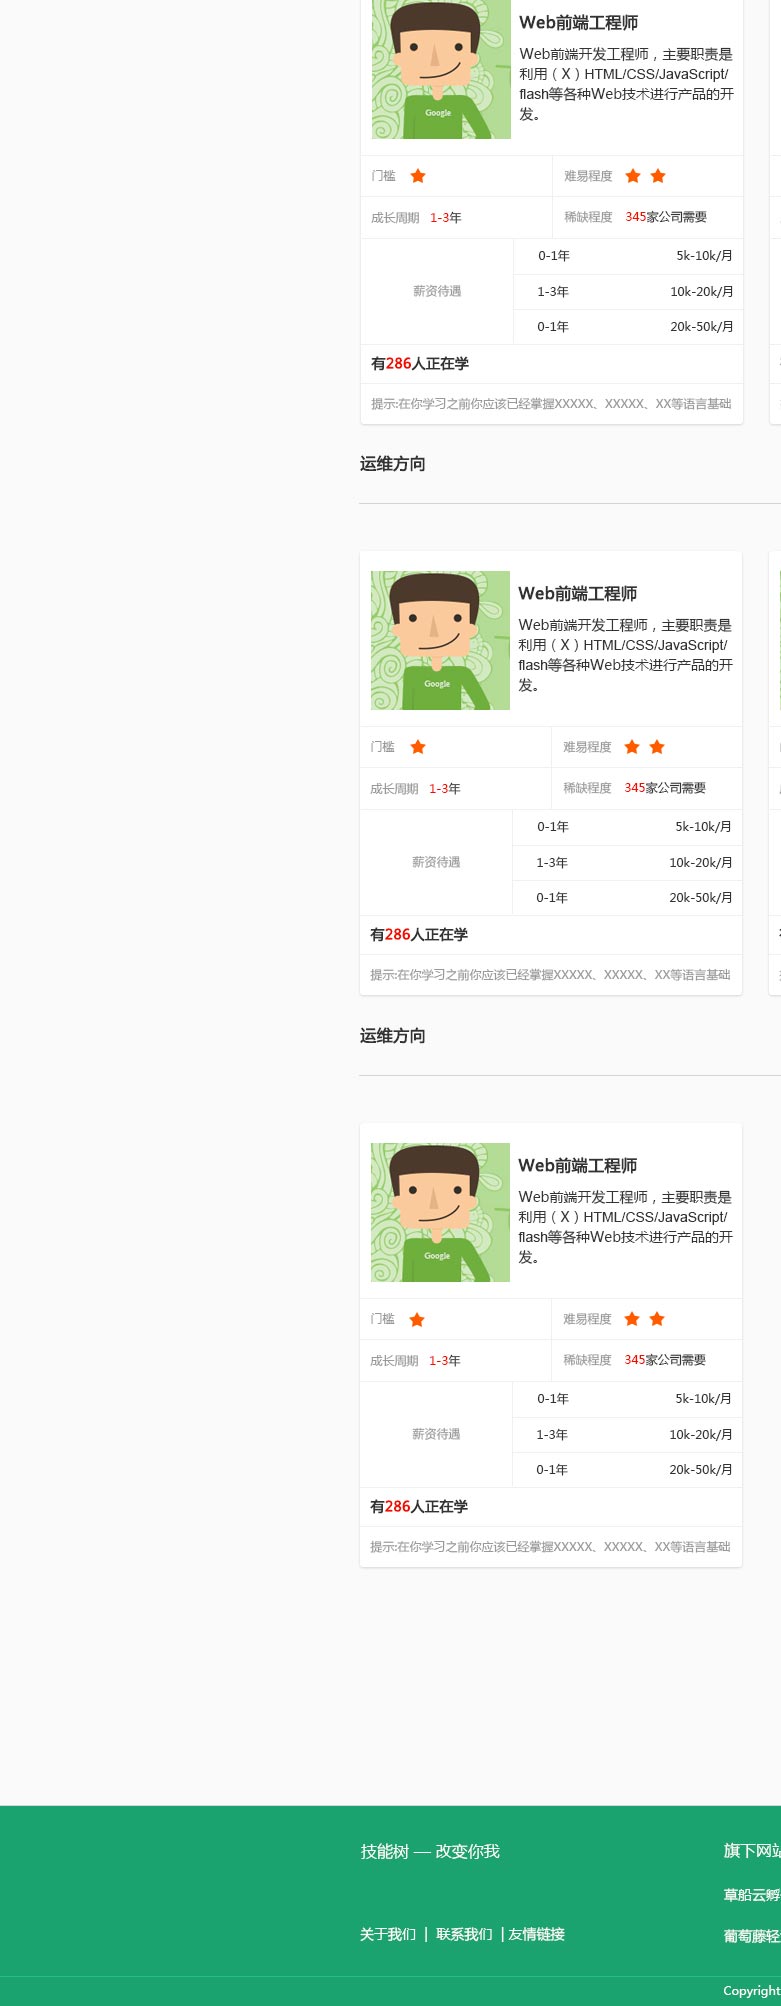 Web前端工程师
Web前端开发工程师，主要职责是
利用（X）HTML/CSS/JavaScript/
flash等各种Web技术进行产品的开
发。
Google
门槛
难易程度
成长周期 1-3年
稀缺程度 345家公司需要
薪资待遇
0-1年 5k-10k/月
1-3年 10k-20k/月
0-1年 20k-50k/月
有286人正在学
提示:在你学习之前你应该已经掌握XXXXX、XXXXX、XX等语言基础
运维方向
Web前端工程师
Web前端开发工程师，主要职责是
利用（X）HTML/CSS/JavaScript/
flash等各种Web技术进行产品的开
发。
Google
门槛
难易程度
成长周期 1-3年
稀缺程度 345家公司需要
薪资待遇
0-1年 5k-10k/月
1-3年 10k-20k/月
0-1年 20k-50k/月
有286人正在学
提示:在你学习之前你应该已经掌握XXXXX、XXXXX、XX等语言基础
运维方向
Web前端工程师
Web前端开发工程师，主要职责是
利用（X）HTML/CSS/JavaScript/
flash等各种Web技术进行产品的开
发。
Google
门槛
难易程度
成长周期 1-3年
稀缺程度 345家公司需要
薪资待遇
0-1年 5k-10k/月
1-3年 10k-20k/月
0-1年 20k-50k/月
有286人正在学
提示:在你学习之前你应该已经掌握XXXXX、XXXXX、XX等语言基础
技能树 — 改变你我
关于我们 | 联系我们 | 友情链接
旗下网站
草船云孵
葡萄藤轻
Copyright